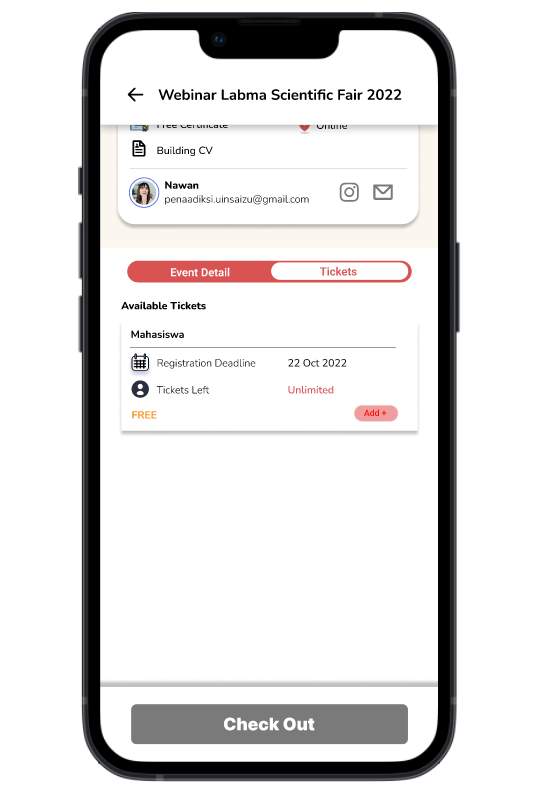 Webinar Labma Scientific Fair 2022
Free Certificate
Online
Building CV
Nawan
penaadiksi.uinsaizu@gmail.com
Event Detail
Tickets
Available Tickets
Mahasiswa
Registration Deadline
22 Oct 2022
Tickets Left
Unlimited
FREE
Add +
Check Out